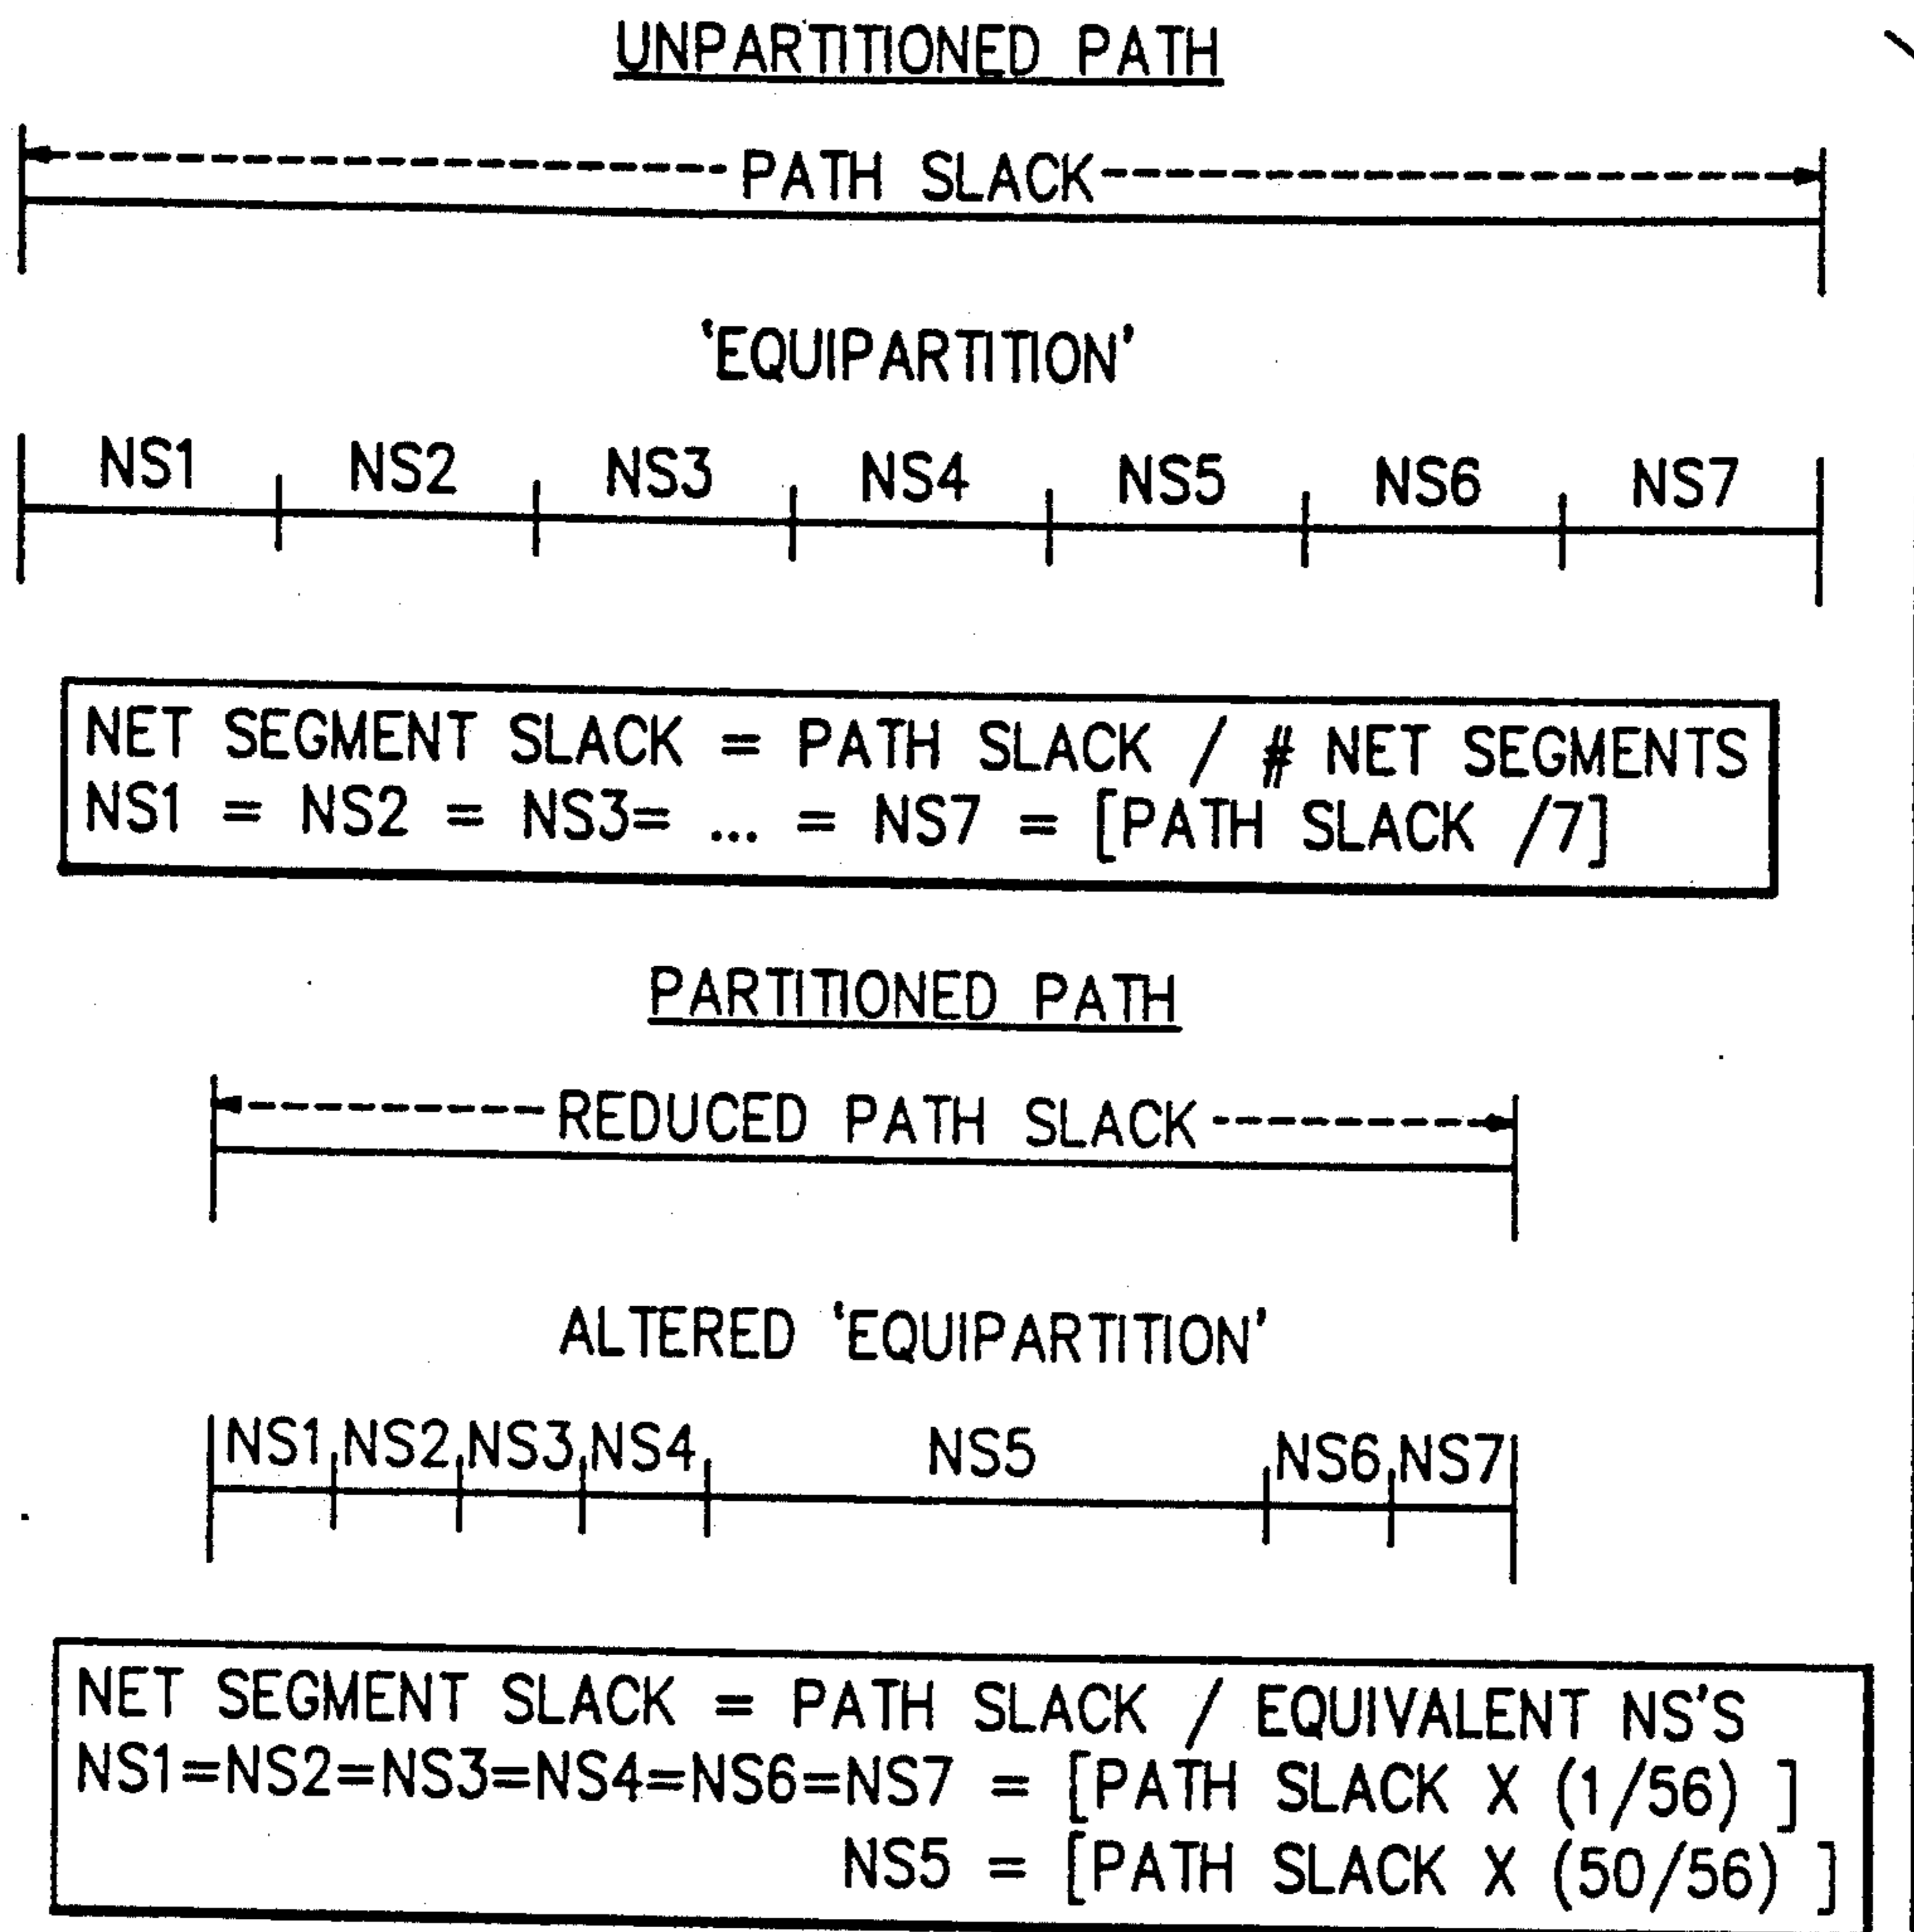 UNPARTITIONED PATH
PATH SLACK
'EQUIPARTITION'
NS1 NS2 NS3 NS4 NS5 NS6 NS7
NET SEGMENT SLACK = PATH SLACK / # NET SEGMENTS
NS1 = NS2 = NS3= ... = NS7 = [PATH SLACK /7]
PARTITIONED PATH
REDUCED PATH SLACK
ALTERED 'EQUIPARTITION'
NS1 NS2 NS3 NS4 NS5 NS6 NS7
NET SEGMENT SLACK = PATH SLACK / EQUIVALENT NS'S
NS1=NS2=NS3=NS4=NS6=NS7 = [PATH SLACK X (1/56) ]
NS5 = [PATH SLACK X (50/56) ]